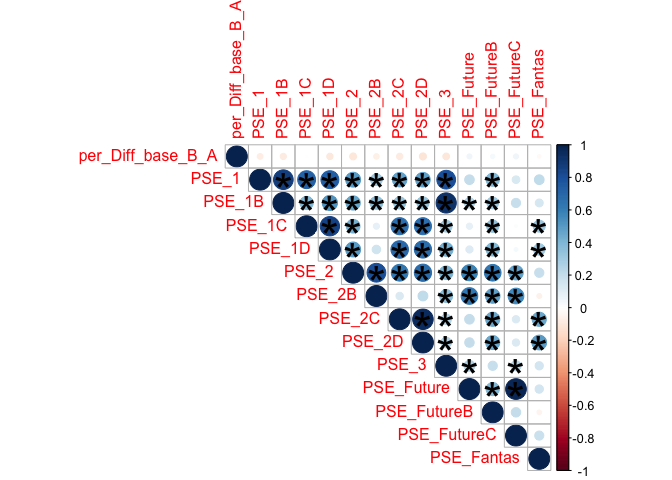 per_Diff_base_B_A
PSE_1
PSE_1B
PSE_1C
PSE_1D
PSE_2
PSE_2B
PSE_2C
PSE_2D
PSE_3
PSE_Future
PSE_FutureB
PSE_FutureC
PSE_Fantas
per_Diff_base_B_A
PSE_1
PSE_1B
PSE_1C
PSE_1D
PSE_2
PSE_2B
PSE_2C
PSE_2D
PSE_3
PSE_Future
PSE_FutureB
PSE_FutureC
PSE_Fantas
1
0.8
0.6
0.4
0.2
0
-0.2
-0.4
-0.6
-0.8
-1